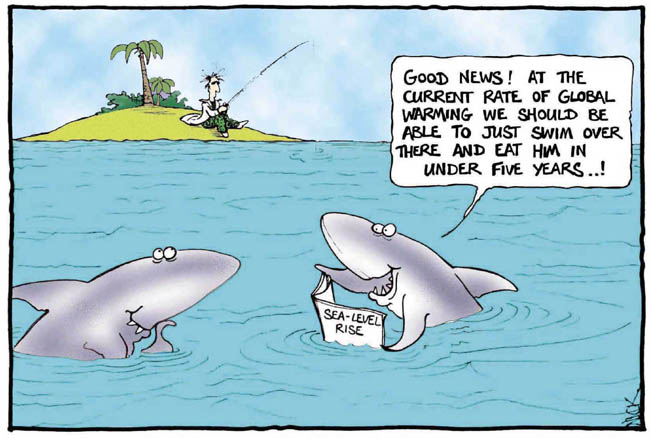 GOOD NEWS! AT THE
CURRENT RATE OF GLOBAL
WARMING WE SHOULD BE
ABLE TO JUST SWIM OVER
THERE AND EAT HIM IN
UNDER FIVE YEARS..!
SEA-LEVEL
RISE